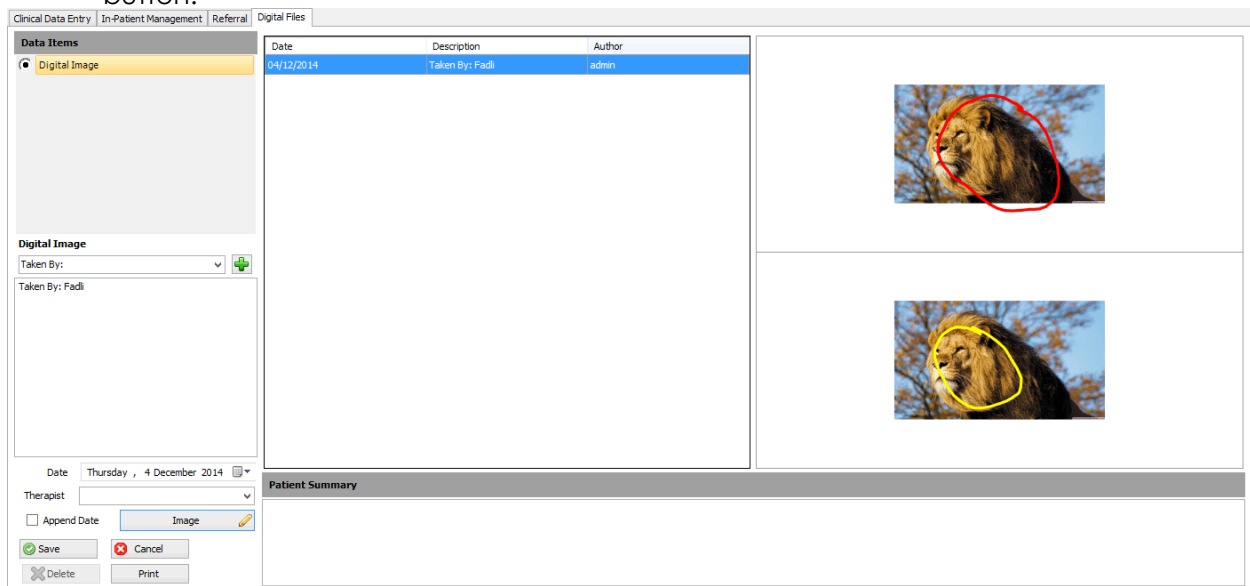 button.
Clinical Data Entry In-Patient Management Referral Digital Files
Data Items
Digital Image
Date Description Author
04/12/2014 Taken By: Fadli admin
Digital Image
Taken By:
Taken By: Fadli
Date Thursday , 4 December 2014
Therapist
Append Date Image
Save Cancel
Delete Print
Patient Summary